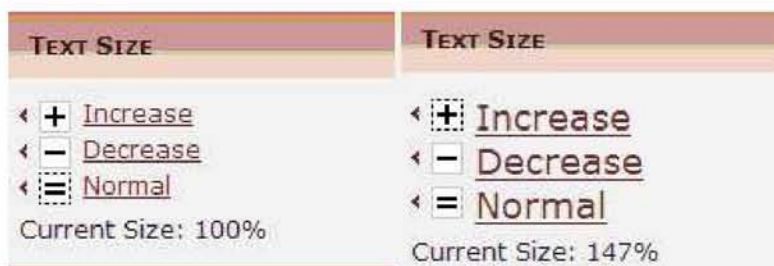 TEXT SIZE
+ Increase
− Decrease
= Normal
Current Size: 100%
TEXT SIZE
+ Increase
− Decrease
= Normal
Current Size: 147%